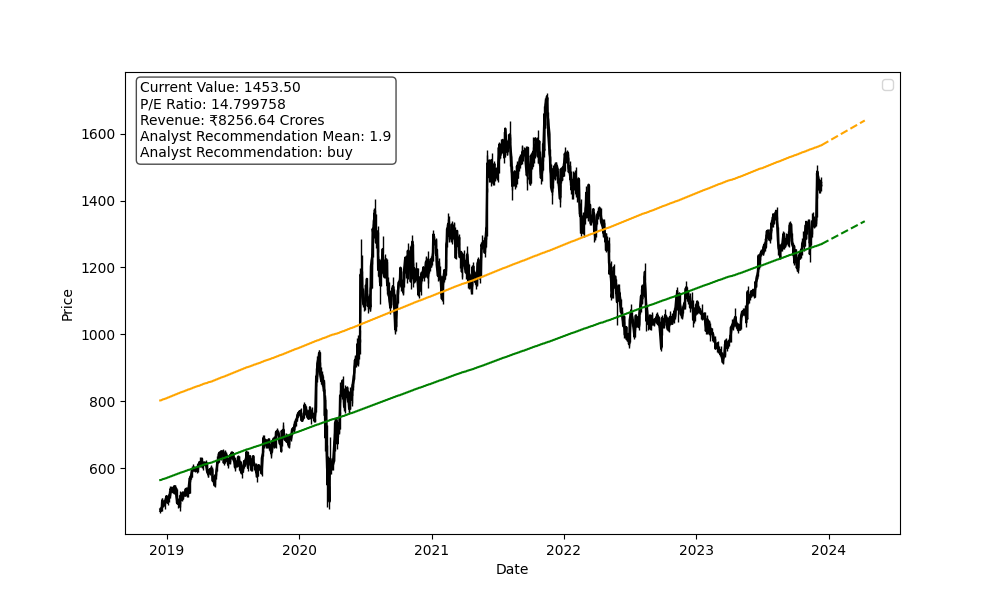 Current Value: 1453.50
P/E Ratio: 14.799758
Revenue: ₹8256.64 Crores
Analyst Recommendation Mean: 1.9
Analyst Recommendation: buy
1600
1400
1200
1000
800
600
Price
2019 2020 2021 2022 2023 2024
Date